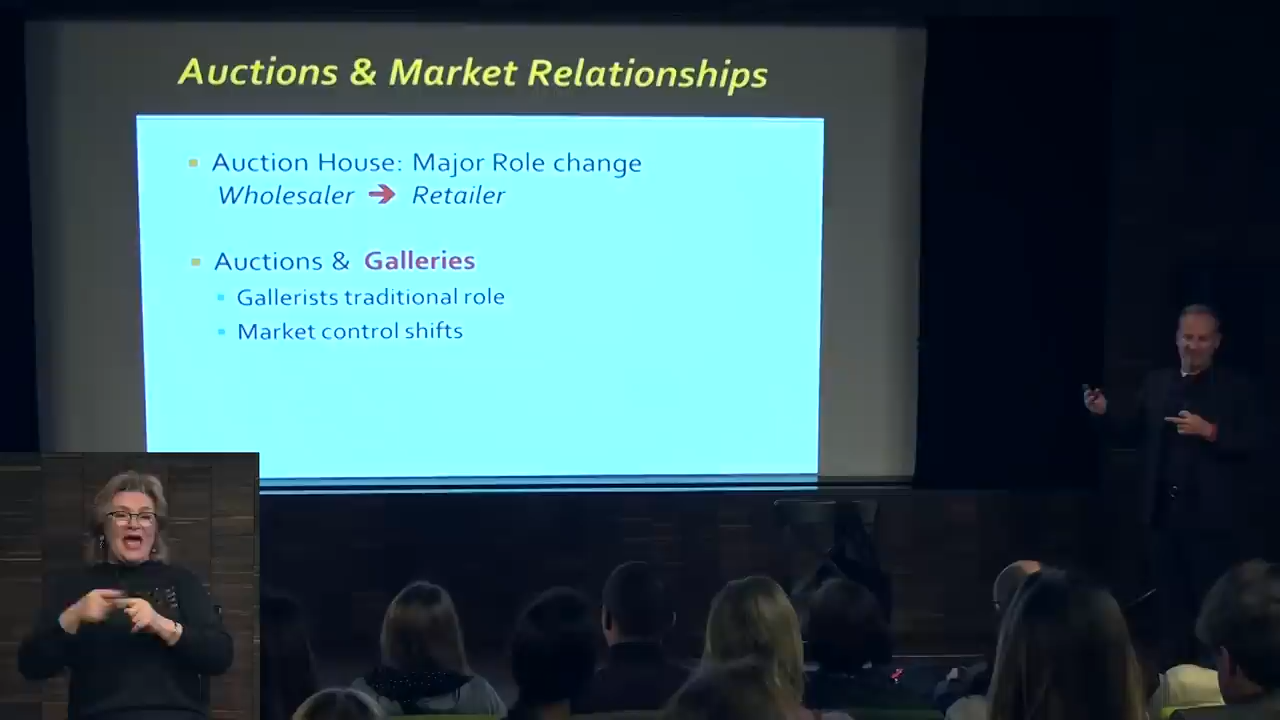 Auctions & Market Relationships
Auction House: Major Role change
Wholesaler → Retailer
Auctions & Galleries
Gallerists traditional role
Market control shifts